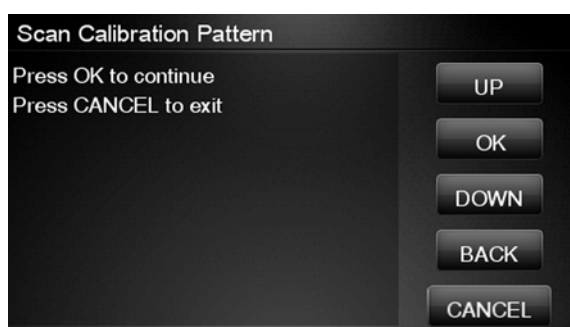 Scan Calibration Pattern
Press OK to continue
Press CANCEL to exit
UP
OK
DOWN
BACK
CANCEL